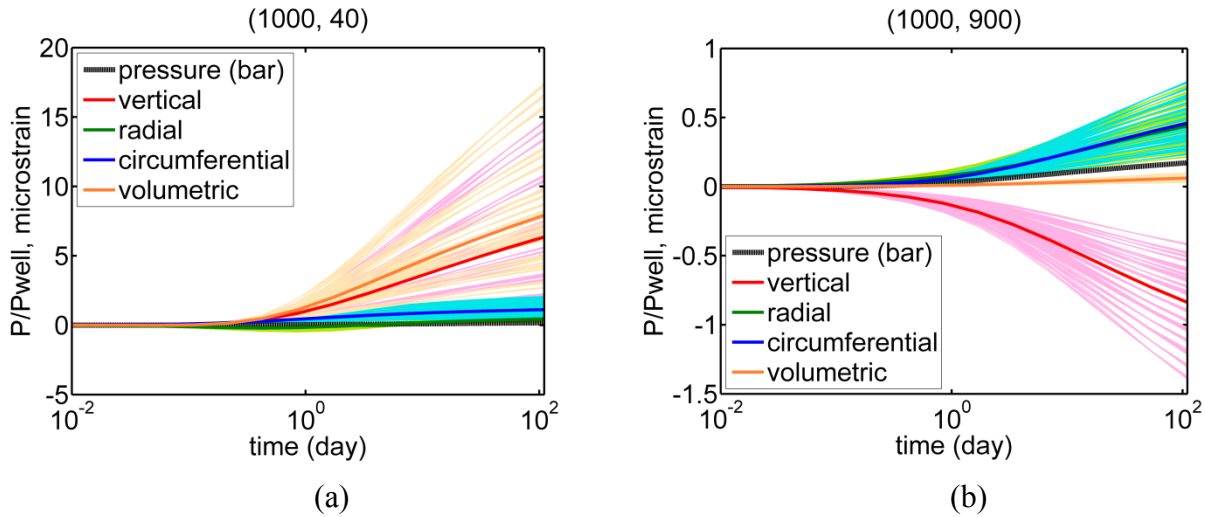 (1000, 40)
P/Pwell, microstrain
20
15
10
5
0
-5
pressure (bar)
vertical
radial
circumferential
volumetric
10^-2
10^0
10^2
time (day)
(a)
(1000, 900)
P/Pwell, microstrain
1
0.5
0
-0.5
-1
-1.5
pressure (bar)
vertical
radial
circumferential
volumetric
10^-2
10^0
10^2
time (day)
(b)